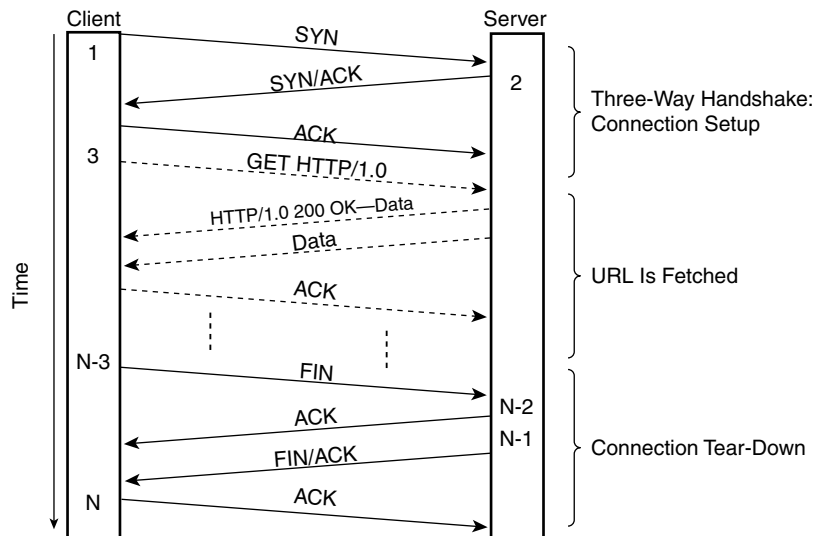 Client
Server
1
SYN
SYN/ACK
2
Three-Way Handshake:
Connection Setup
ACK
3
GET HTTP/1.0
HTTP/1.0 200 OK—Data
Data
URL Is Fetched
Time
ACK
N-3
FIN
N-2
ACK
N-1
Connection Tear-Down
FIN/ACK
N
ACK